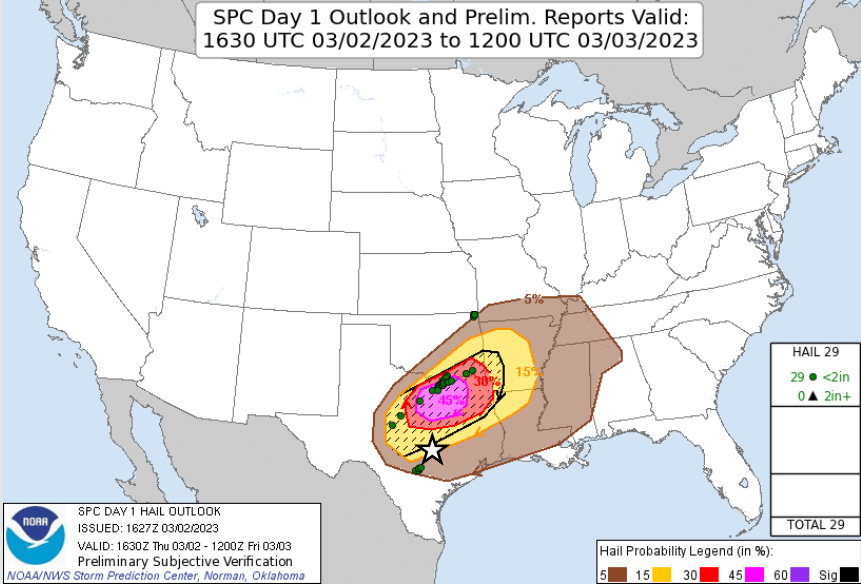 SPC Day 1 Outlook and Prelim. Reports Valid:
1630 UTC 03/02/2023 to 1200 UTC 03/03/2023
5%
15%
30%
45%
HAIL 29
29 ● <2in
0 ▲ 2in+
TOTAL 29
NOAA
SPC DAY 1 HAIL OUTLOOK
ISSUED: 1627Z 03/02/2023
VALID: 1630Z Thu 03/02 - 1200Z Fri 03/03
Preliminary Subjective Verification
NOAA/NWS Storm Prediction Center, Norman, Oklahoma
Hail Probability Legend (in %):
5 15 30 45 60 Sig